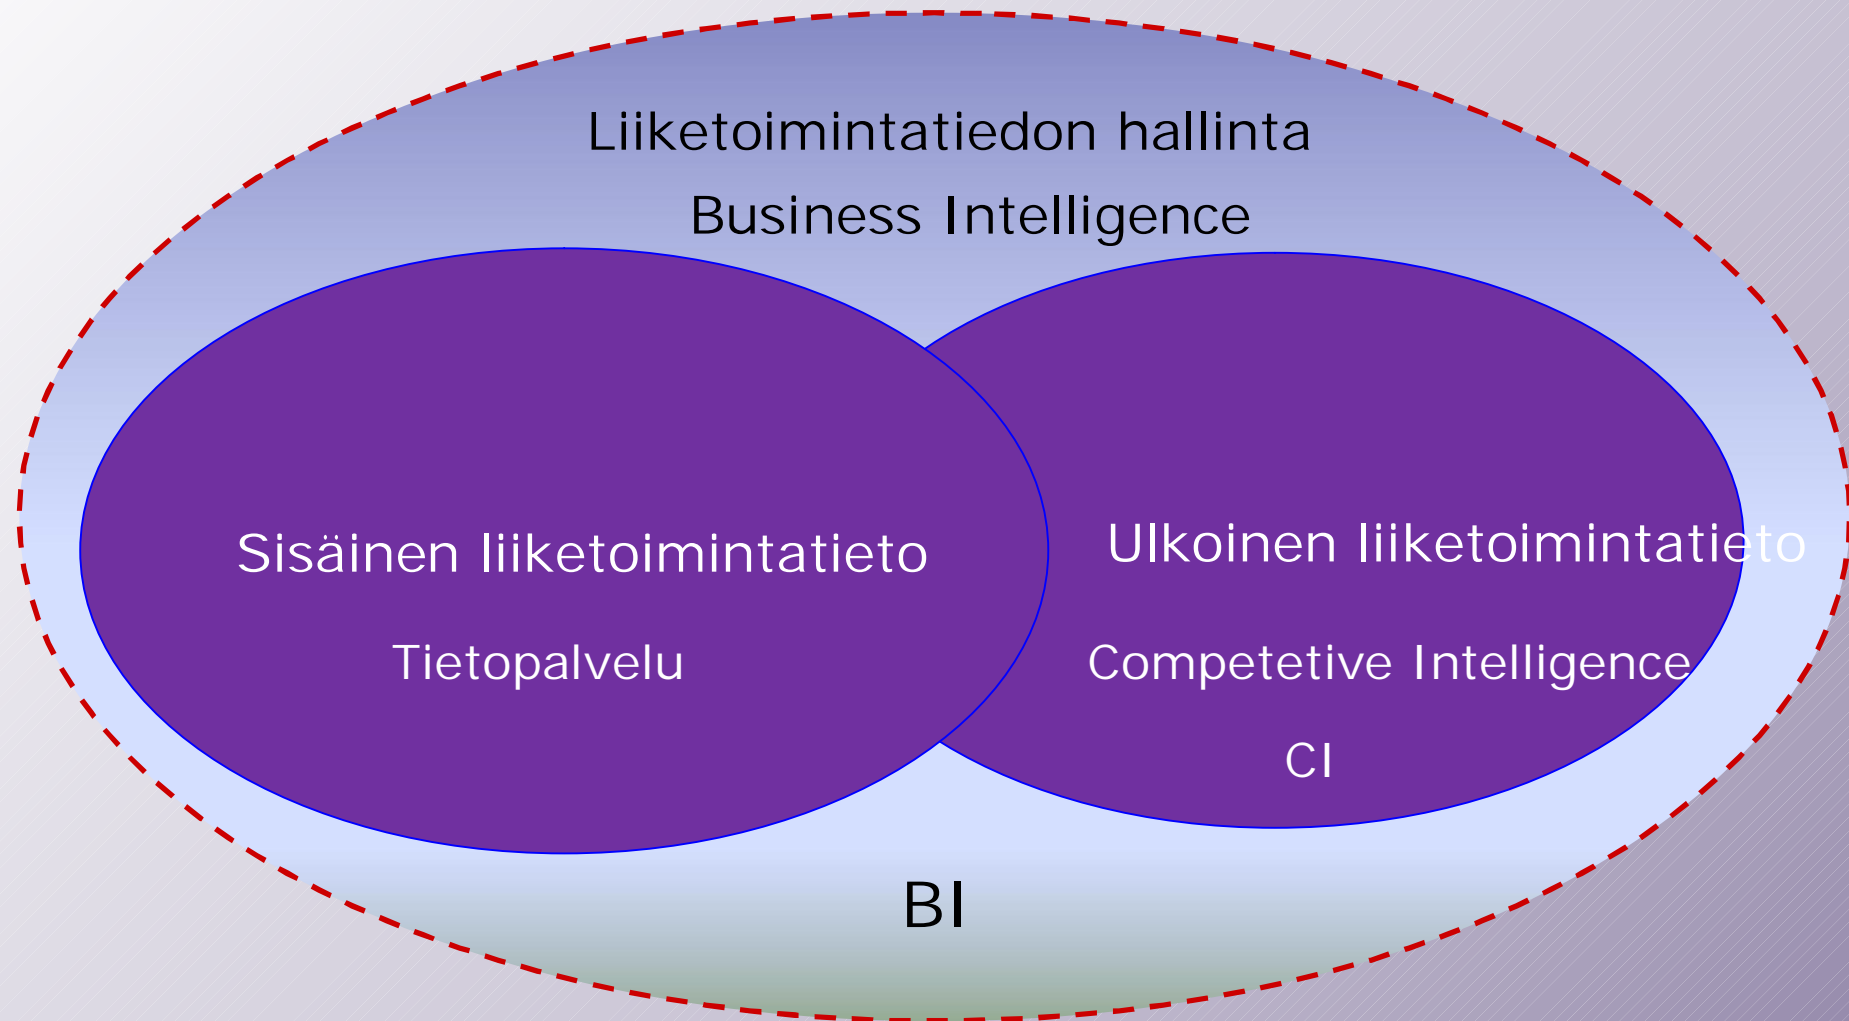 Liiketoimintatiedon hallinta
Business Intelligence
Sisäinen liiketoimintatieto
Tietopalvelu
Ulkoinen liiketoimintatieto
Competetive Intelligence
CI
BI